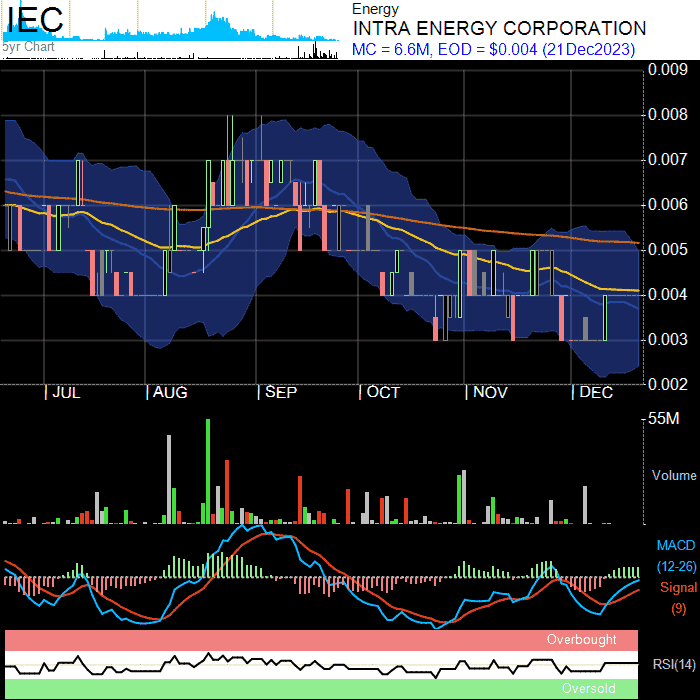 IEC
5yr Chart
Energy
INTRA ENERGY CORPORATION
MC = 6.6M, EOD = $0.004 (21Dec2023)
0.009
0.008
0.007
0.006
0.005
0.004
0.003
0.002
JUL
AUG
SEP
OCT
NOV
DEC
55M
Volume
MACD
(12-26)
Signal
(9)
Overbought
RSI(14)
Oversold